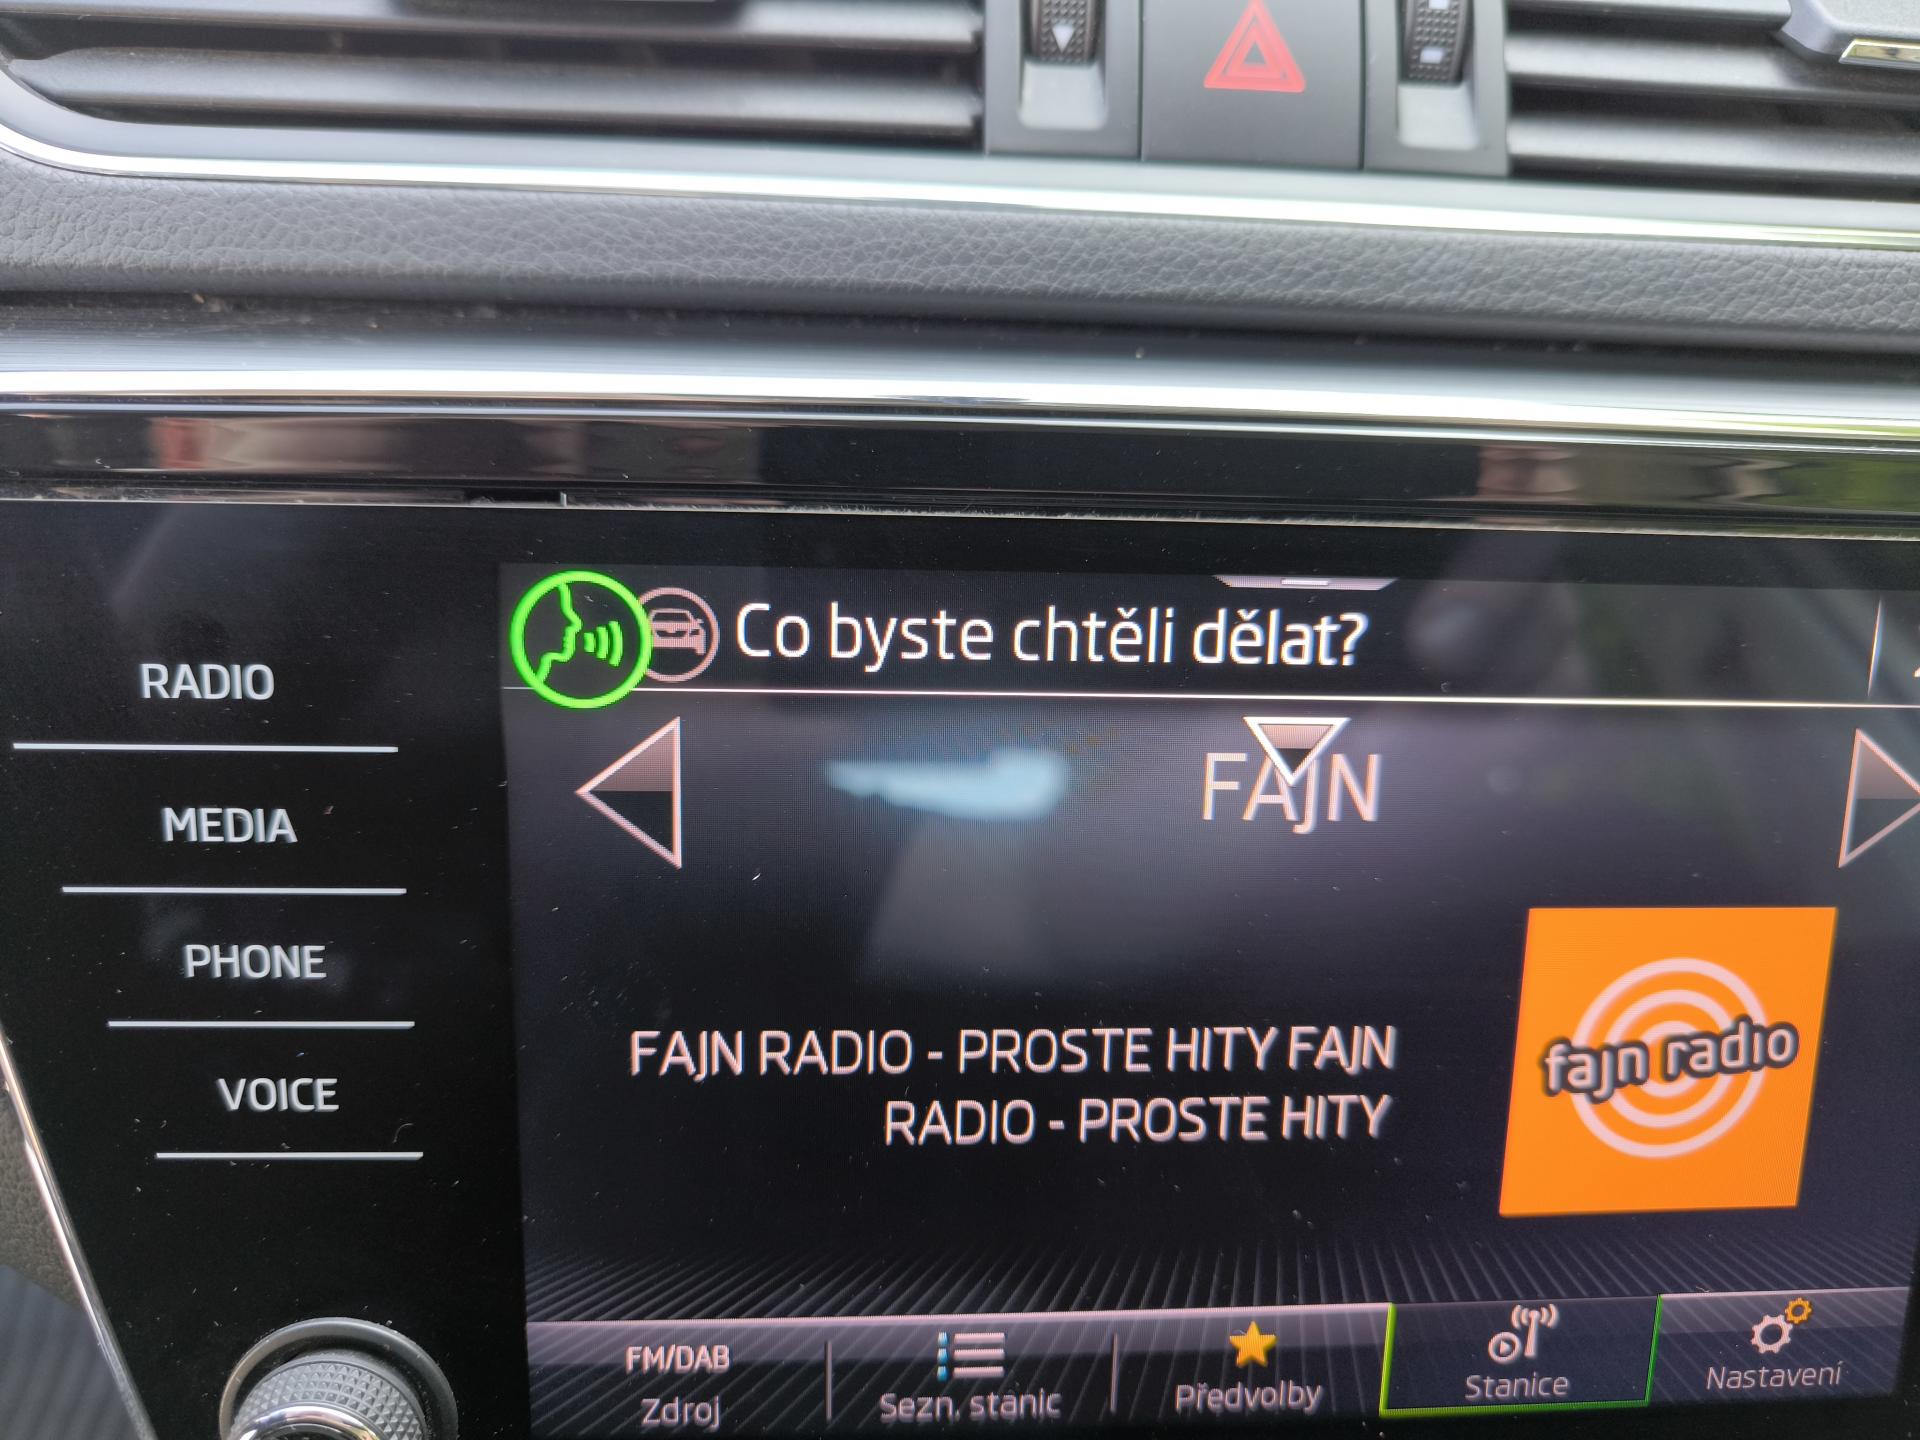 Co byste chtěli dělat?
RADIO
MEDIA
PHONE
VOICE
FAJN
FAJN RADIO - PROSTE HITY FAJN
RADIO - PROSTE HITY
fajn radio
FM/DAB
Zdroj
Sezn. stanic
Předvolby
Stanice
Nastavení